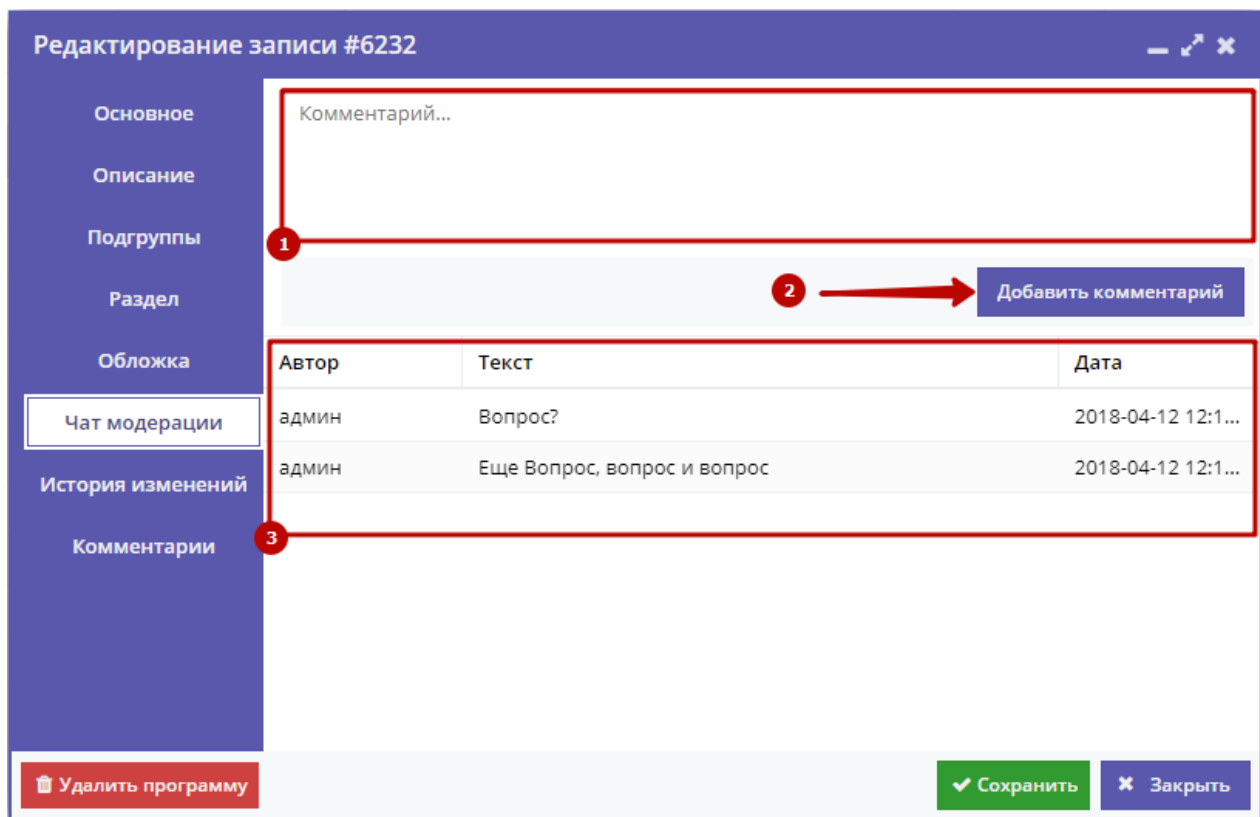 Редактирование записи #6232
Основное
Описание
Подгруппы
Раздел
Обложка
Чат модерации
История изменений
Комментарии
Комментарий...
1
2
Добавить комментарий
Автор Текст Дата
админ Вопрос? 2018-04-12 12:1...
админ Еще Вопрос, вопрос и вопрос 2018-04-12 12:1...
3
Удалить программу
Сохранить
Закрыть